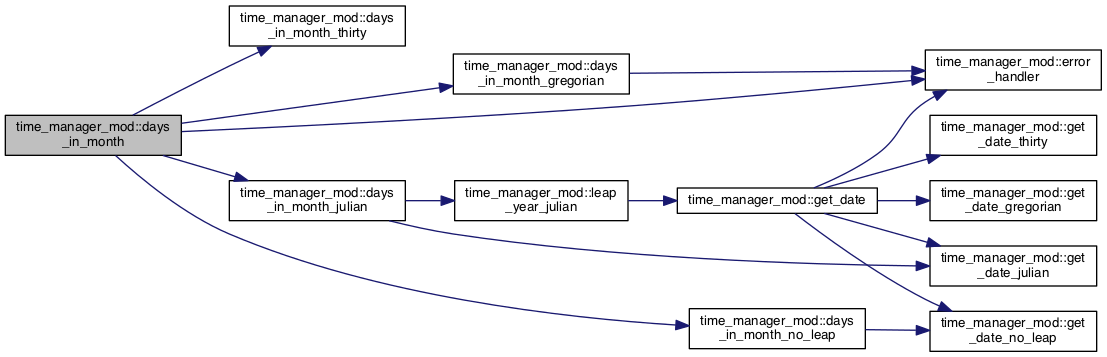 time_manager_mod::days
_in_month
time_manager_mod::days
_in_month_thirty
time_manager_mod::days
_in_month_gregorian
time_manager_mod::error
_handler
time_manager_mod::days
_in_month_julian
time_manager_mod::leap
_year_julian
time_manager_mod::get_date
time_manager_mod::get
_date_thirty
time_manager_mod::get
_date_gregorian
time_manager_mod::get
_date_julian
time_manager_mod::days
_in_month_no_leap
time_manager_mod::get
_date_no_leap